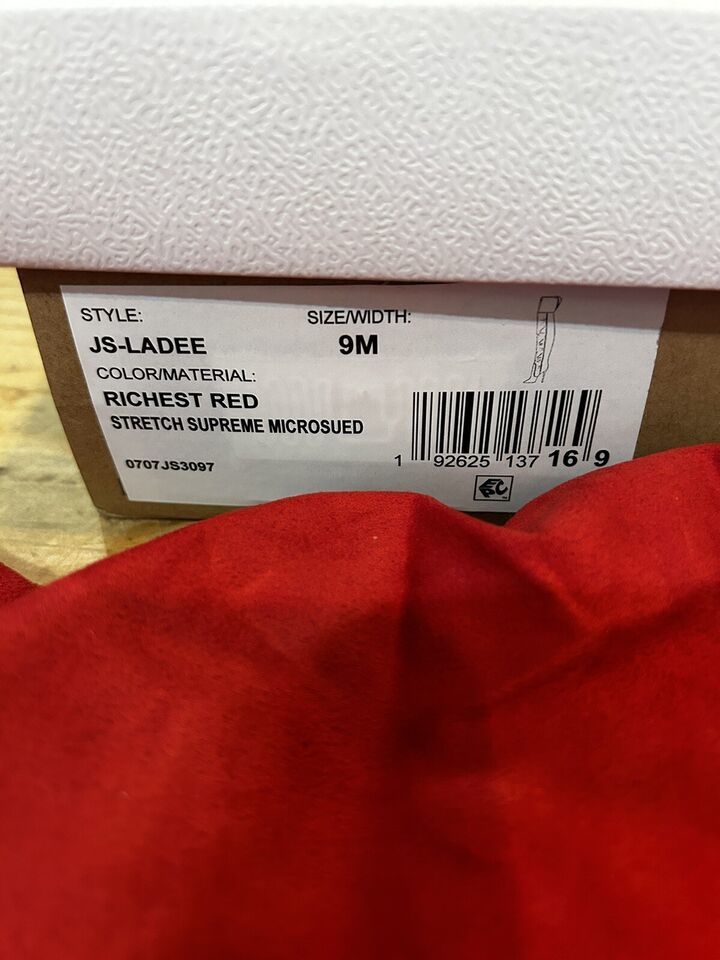 STYLE: SIZE/WIDTH:
JS-LADEE 9M
COLOR/MATERIAL:
RICHEST RED
STRETCH SUPREME MICROSUED
0707JS3097
1 92625 137 16 9